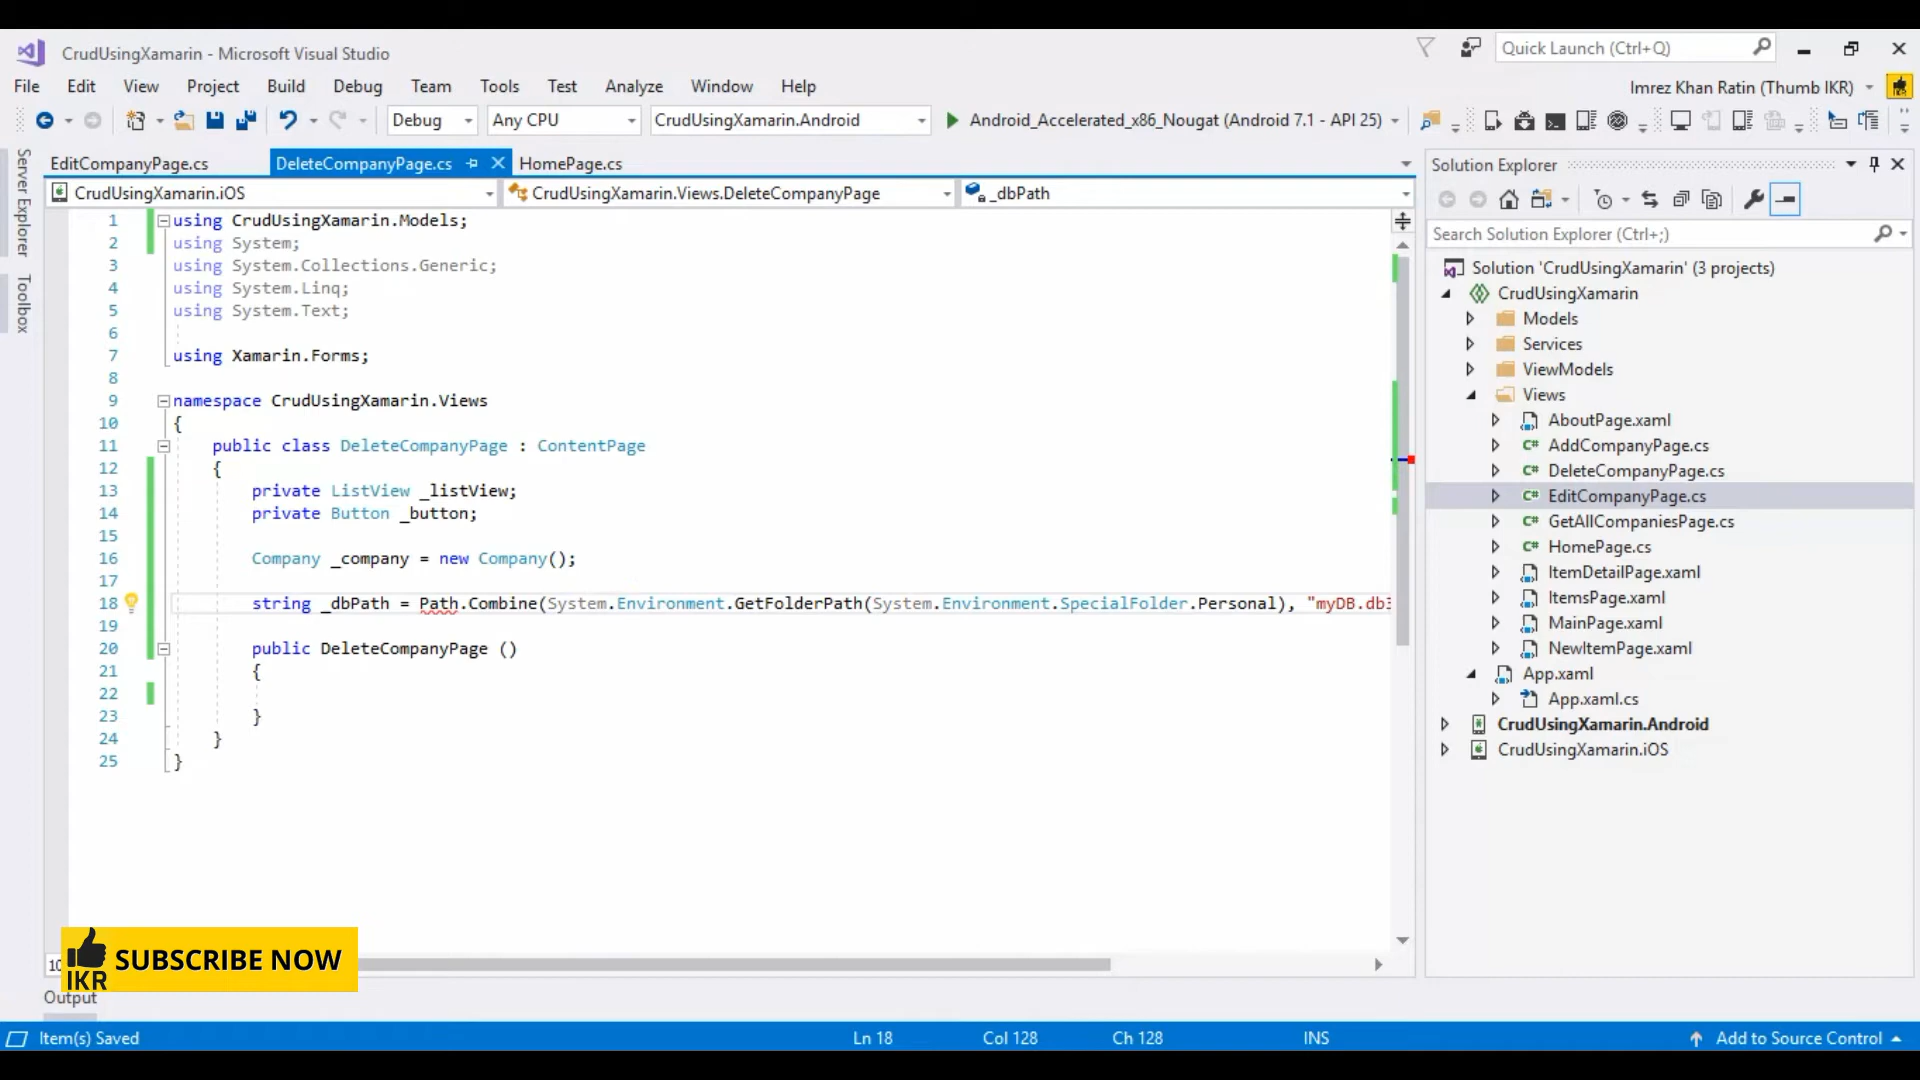 CrudUsingXamarin - Microsoft Visual Studio
Quick Launch (Ctrl+Q)
File Edit View Project Build Debug Team Tools Test Analyze Window Help
Imrez Khan Ratin (Thumb IKR)
Debug Any CPU CrudUsingXamarin.Android Android_Accelerated_x86_Nougat (Android 7.1 - API 25)
Server Explorer
Toolbox
EditCompanyPage.cs DeleteCompanyPage.cs HomePage.cs
CrudUsingXamarin.iOS CrudUsingXamarin.Views.DeleteCompanyPage _dbPath
1 using CrudUsingXamarin.Models;
2 using System;
3 using System.Collections.Generic;
4 using System.Linq;
5 using System.Text;
6
7 using Xamarin.Forms;
8
9 namespace CrudUsingXamarin.Views
10 {
11 public class DeleteCompanyPage : ContentPage
12 {
13 private ListView _listView;
14 private Button _button;
15
16 Company _company = new Company();
17
18 string _dbPath = Path.Combine(System.Environment.GetFolderPath(System.Environment.SpecialFolder.Personal), "myDB.db3
19
20 public DeleteCompanyPage ()
21 {
22
23 }
24 }
25 }
Solution Explorer
Search Solution Explorer (Ctrl+;)
Solution 'CrudUsingXamarin' (3 projects)
CrudUsingXamarin
Models
Services
ViewModels
Views
AboutPage.xaml
C# AddCompanyPage.cs
C# DeleteCompanyPage.cs
C# EditCompanyPage.cs
C# GetAllCompaniesPage.cs
C# HomePage.cs
ItemDetailPage.xaml
ItemsPage.xaml
MainPage.xaml
NewItemPage.xaml
App.xaml
App.xaml.cs
CrudUsingXamarin.Android
CrudUsingXamarin.iOS
IKR SUBSCRIBE NOW
Output
Item(s) Saved Ln 18 Col 128 Ch 128 INS Add to Source Control